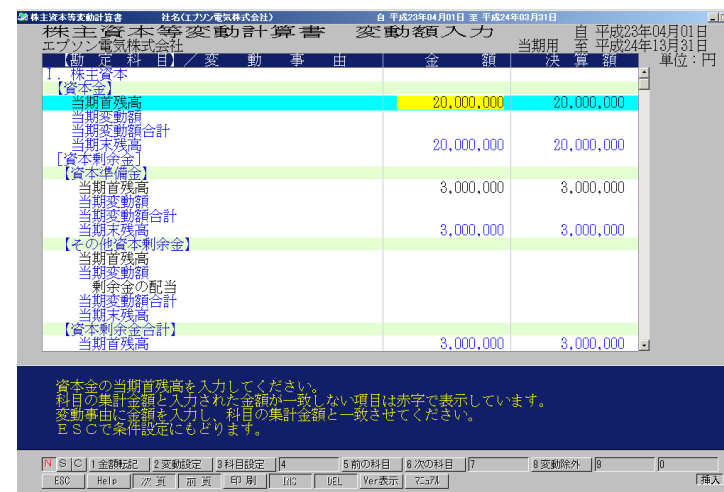 株主資本等変動計算書 社名(エプソン電気株式会社) 自 平成23年04月01日 至 平成24年03月31日
株主資本等変動計算書 変動額入力 自 平成23年04月01日
エプソン電気株式会社 当期用 至 平成24年13月31日
【勘 定 科 目】／変 動 事 由 金 額 決 算 額 単位：円
Ⅰ．株主資本
【資本金】
当期首残高 20,000,000 20,000,000
当期変動額
当期変動額合計
当期末残高 20,000,000 20,000,000
[資本剰余金]
【資本準備金】
当期首残高 3,000,000 3,000,000
当期変動額
当期変動額合計
当期末残高 3,000,000 3,000,000
【その他資本剰余金】
当期首残高
当期変動額
剰余金の配当
当期変動額合計
当期末残高
【資本剰余金合計】
当期首残高 3,000,000 3,000,000
資本金の当期首残高を入力してください。
科目の集計金額と入力された金額が一致しない項目は赤字で表示しています。
変動事由に金額を入力し、科目の集計金額と一致させてください。
ＥＳＣで条件設定にもどります。
N S C 1 金額転記 2 変動設定 3 科目設定 4 5 前の科目 6 次の科目 7 8 変動除外 9 0
ESC Help 次 頁 前 頁 印 刷 INS DEL Ver表示 マニュアル 挿入